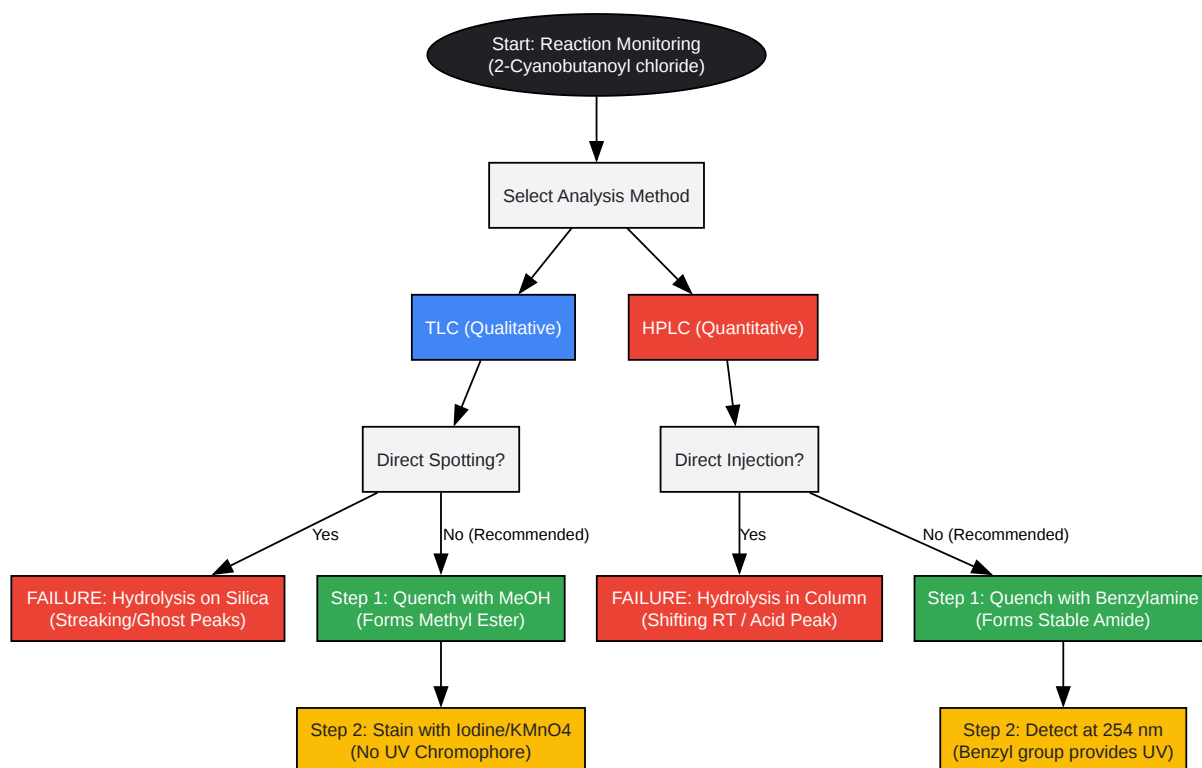 Start: Reaction Monitoring
(2-Cyanobutanoyl chloride)
Select Analysis Method
TLC (Qualitative)
HPLC (Quantitative)
Direct Spotting?
Direct Injection?
Yes
No (Recommended)
Yes
No (Recommended)
FAILURE: Hydrolysis on Silica
(Streaking/Ghost Peaks)
Step 1: Quench with MeOH
(Forms Methyl Ester)
FAILURE: Hydrolysis in Column
(Shifting RT / Acid Peak)
Step 1: Quench with Benzylamine
(Forms Stable Amide)
Step 2: Stain with Iodine/KMnO4
(No UV Chromophore)
Step 2: Detect at 254 nm
(Benzyl group provides UV)